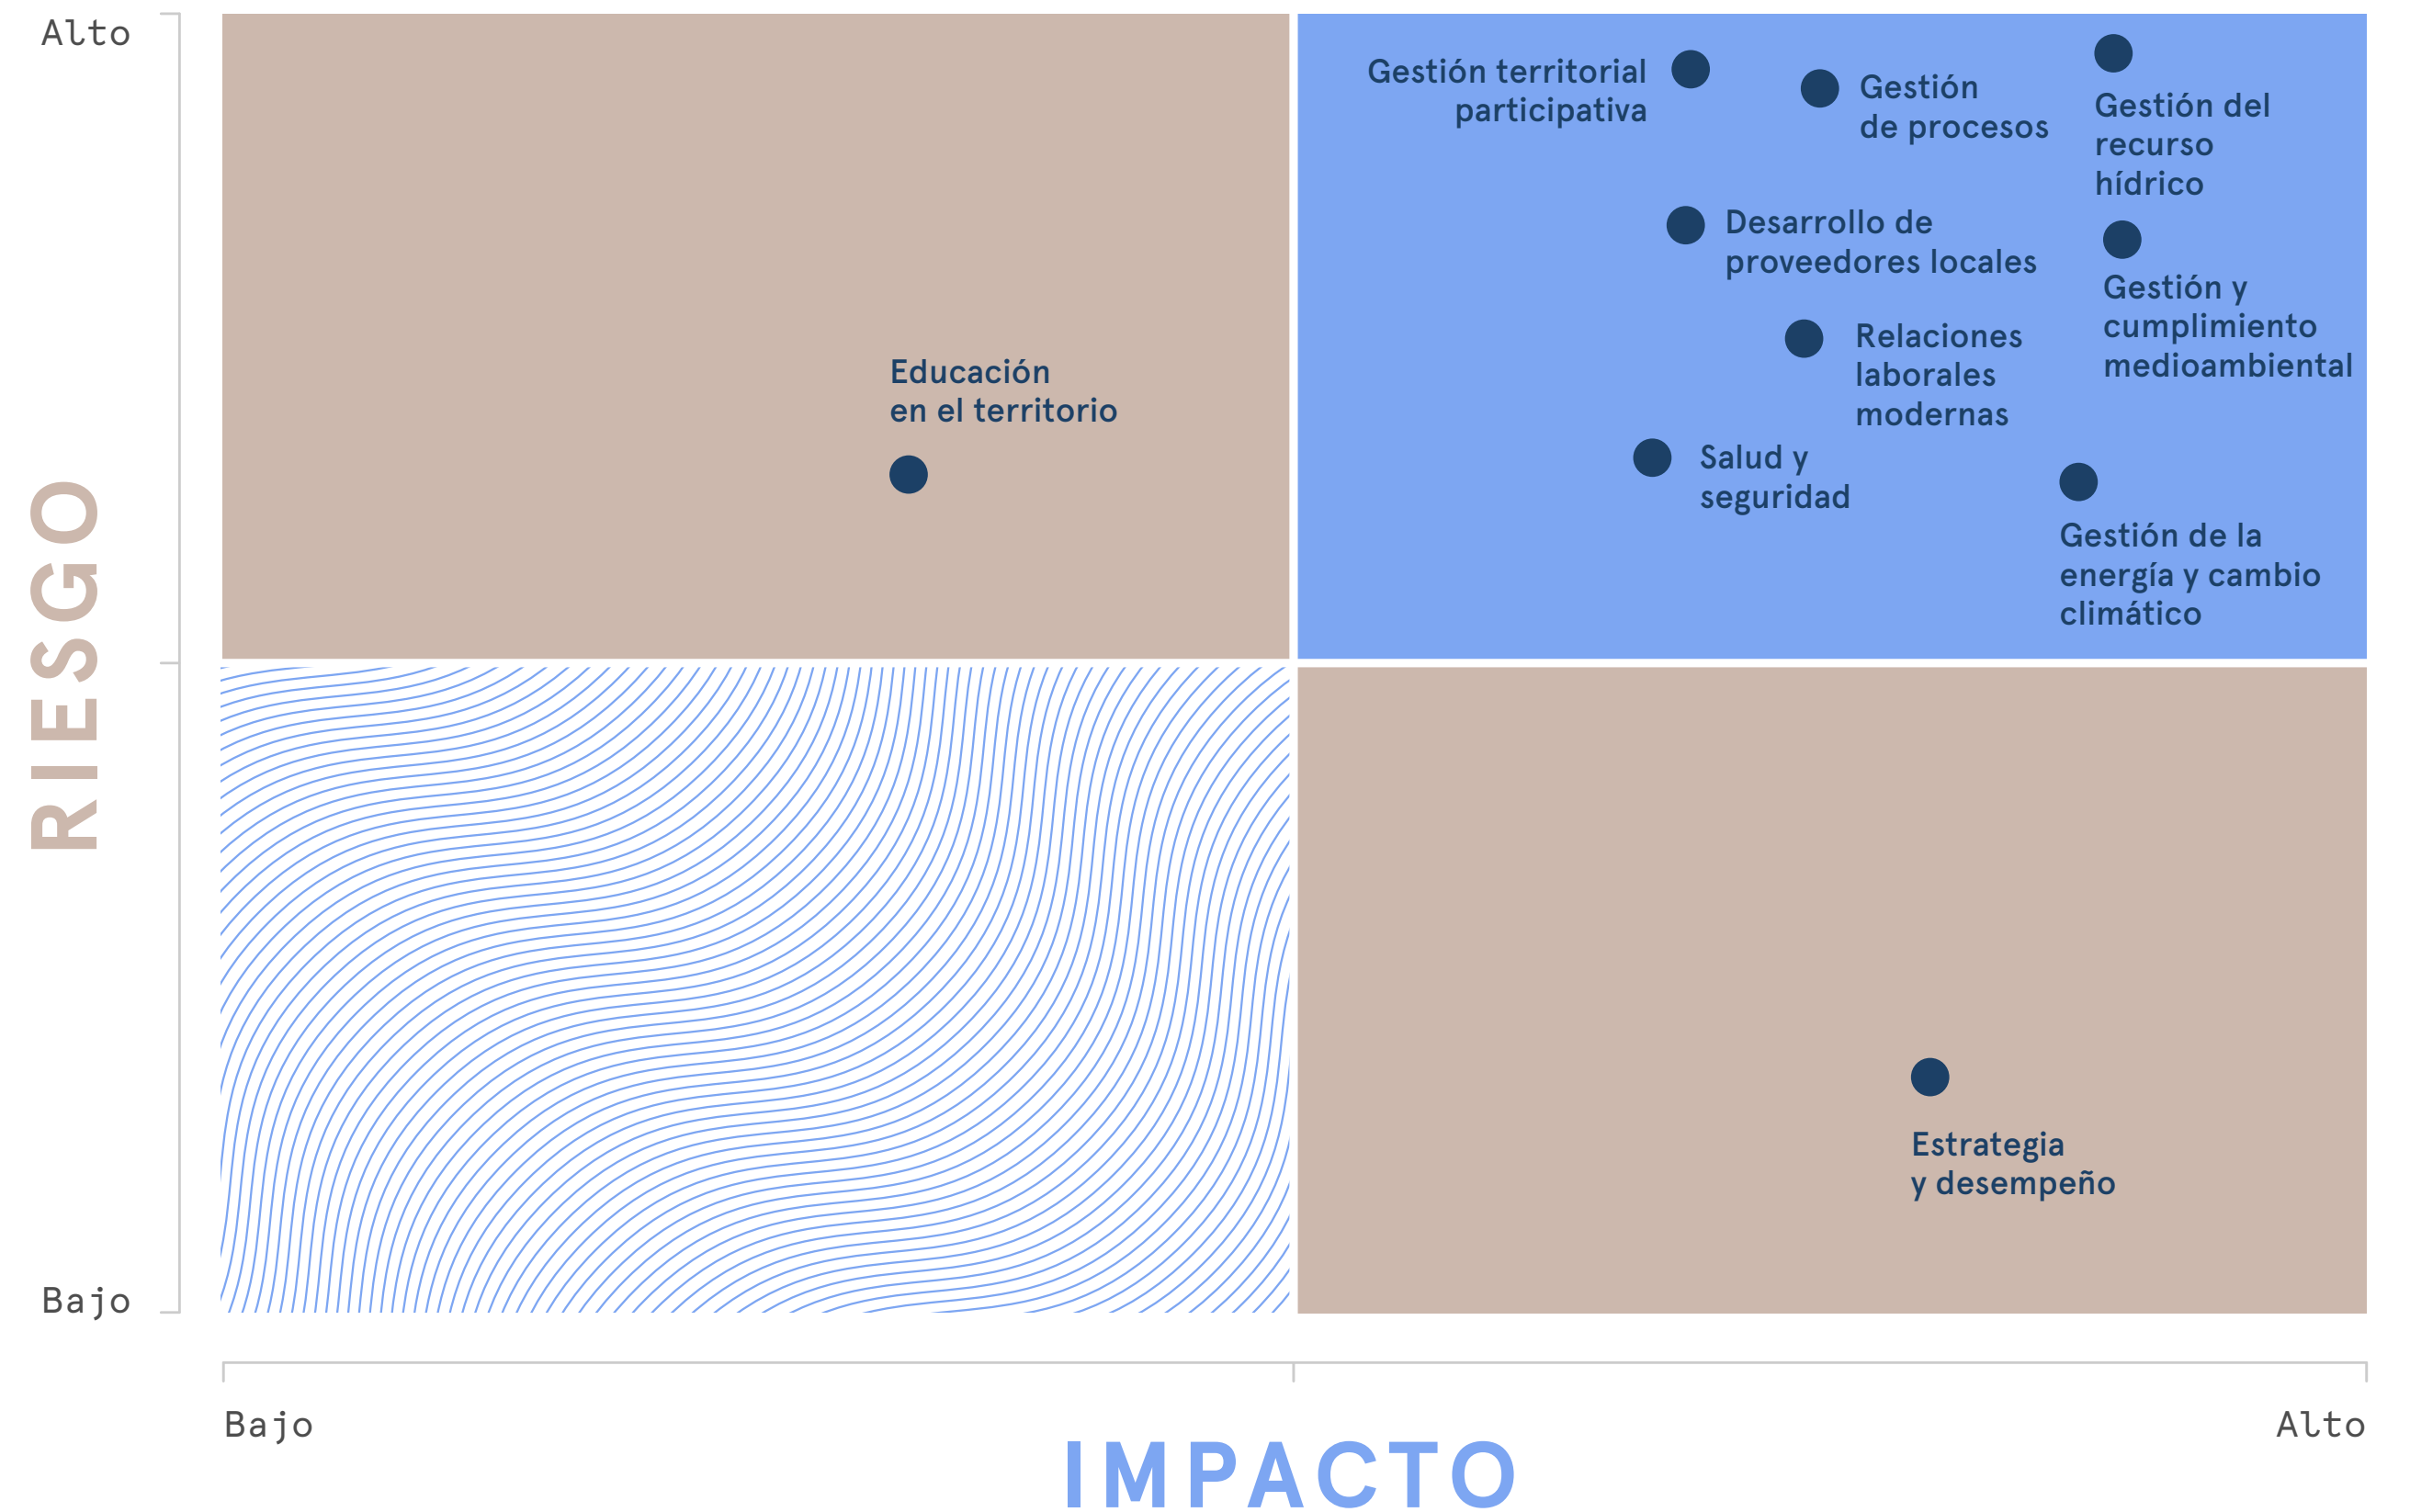 Alto
Gestión territorial
participativa
Gestión
de procesos
Gestión del
recurso
hídrico
Desarrollo de
proveedores locales
Gestión y
cumplimiento
medioambiental
Relaciones
laborales
modernas
Educación
en el territorio
Salud y
seguridad
Gestión de la
energía y cambio
climático
RIESGO
Estrategia
y desempeño
Bajo
Bajo
Alto
IMPACTO